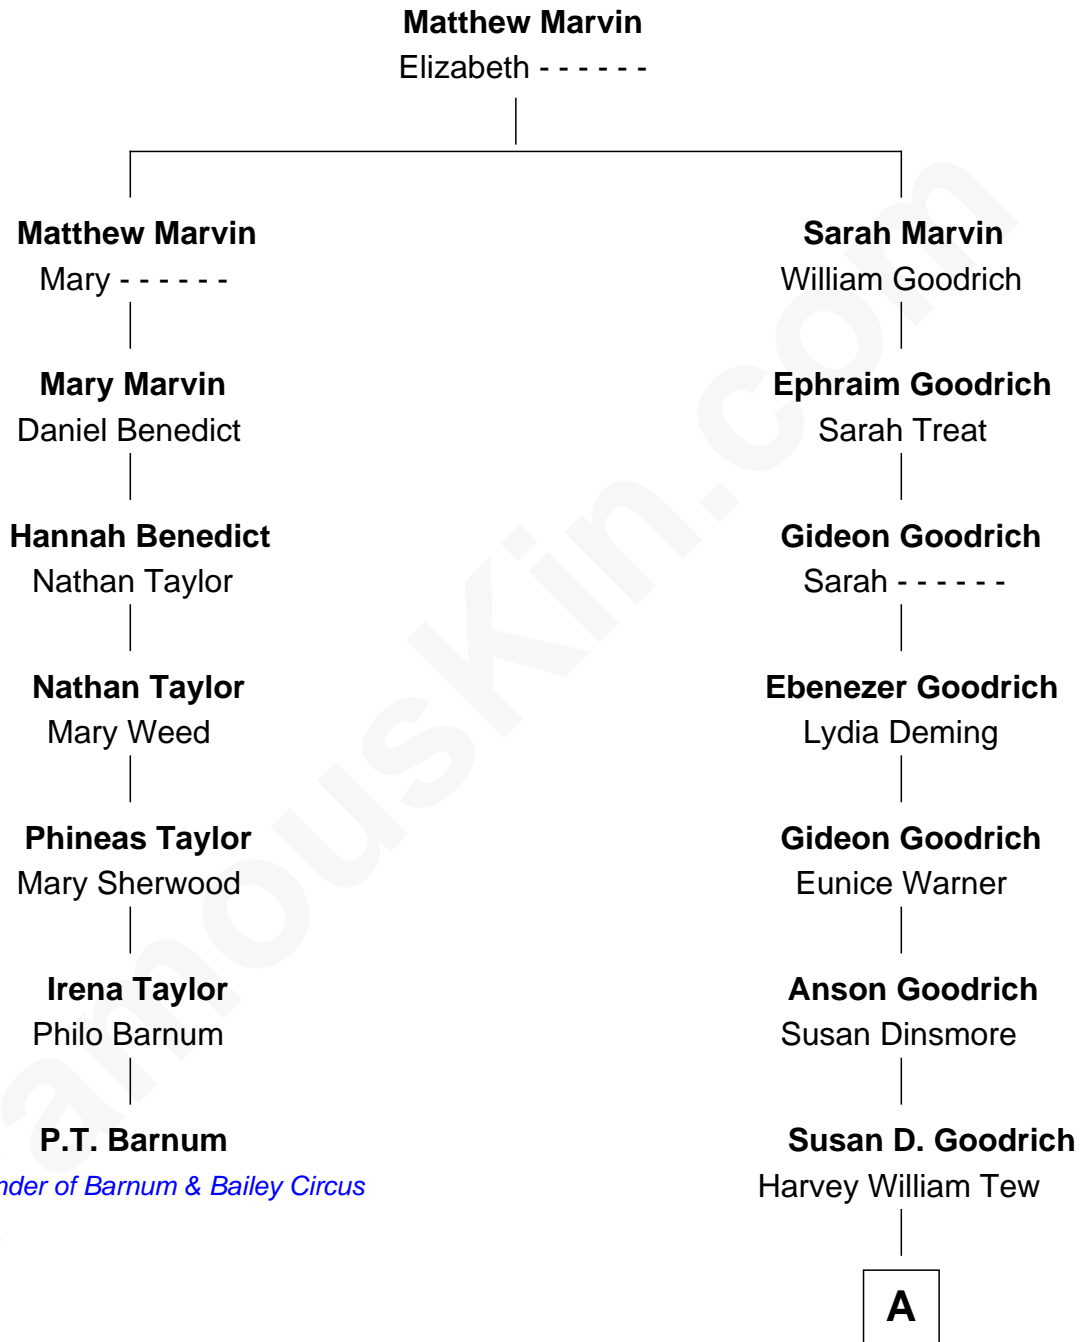 Matthew Marvin
Elizabeth - - - - - -
Matthew Marvin
Mary - - - - - -
Sarah Marvin
William Goodrich
Mary Marvin
Daniel Benedict
Ephraim Goodrich
Sarah Treat
Hannah Benedict
Nathan Taylor
Gideon Goodrich
Sarah - - - - - -
Nathan Taylor
Mary Weed
Ebenezer Goodrich
Lydia Deming
Phineas Taylor
Mary Sherwood
Gideon Goodrich
Eunice Warner
Irena Taylor
Philo Barnum
Anson Goodrich
Susan Dinsmore
P.T. Barnum
nder of Barnum & Bailey Circus
Susan D. Goodrich
Harvey William Tew
A
amouskin.com